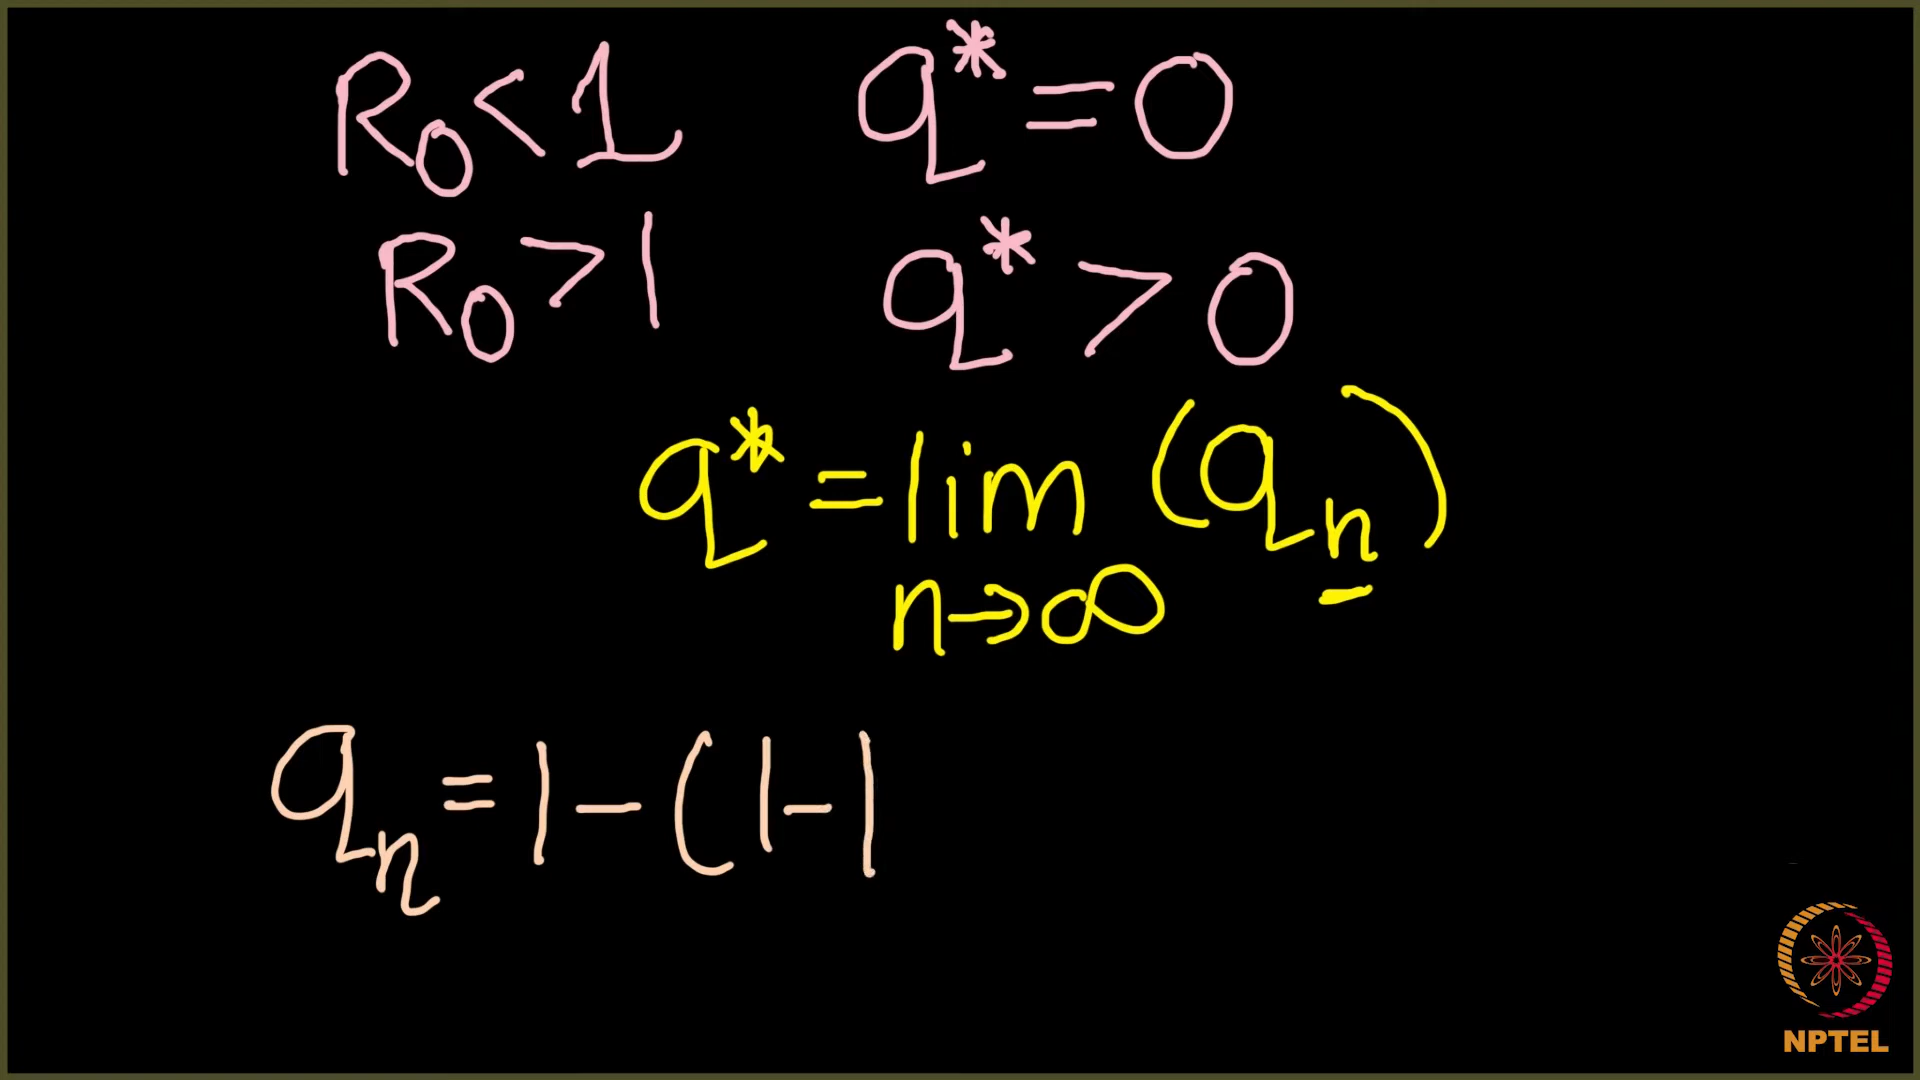 R₀ < 1 q* = 0
R₀ > 1 q* > 0
q* = lim (qₙ)
n→∞
qₙ = 1 - (1 - 1
NPTEL